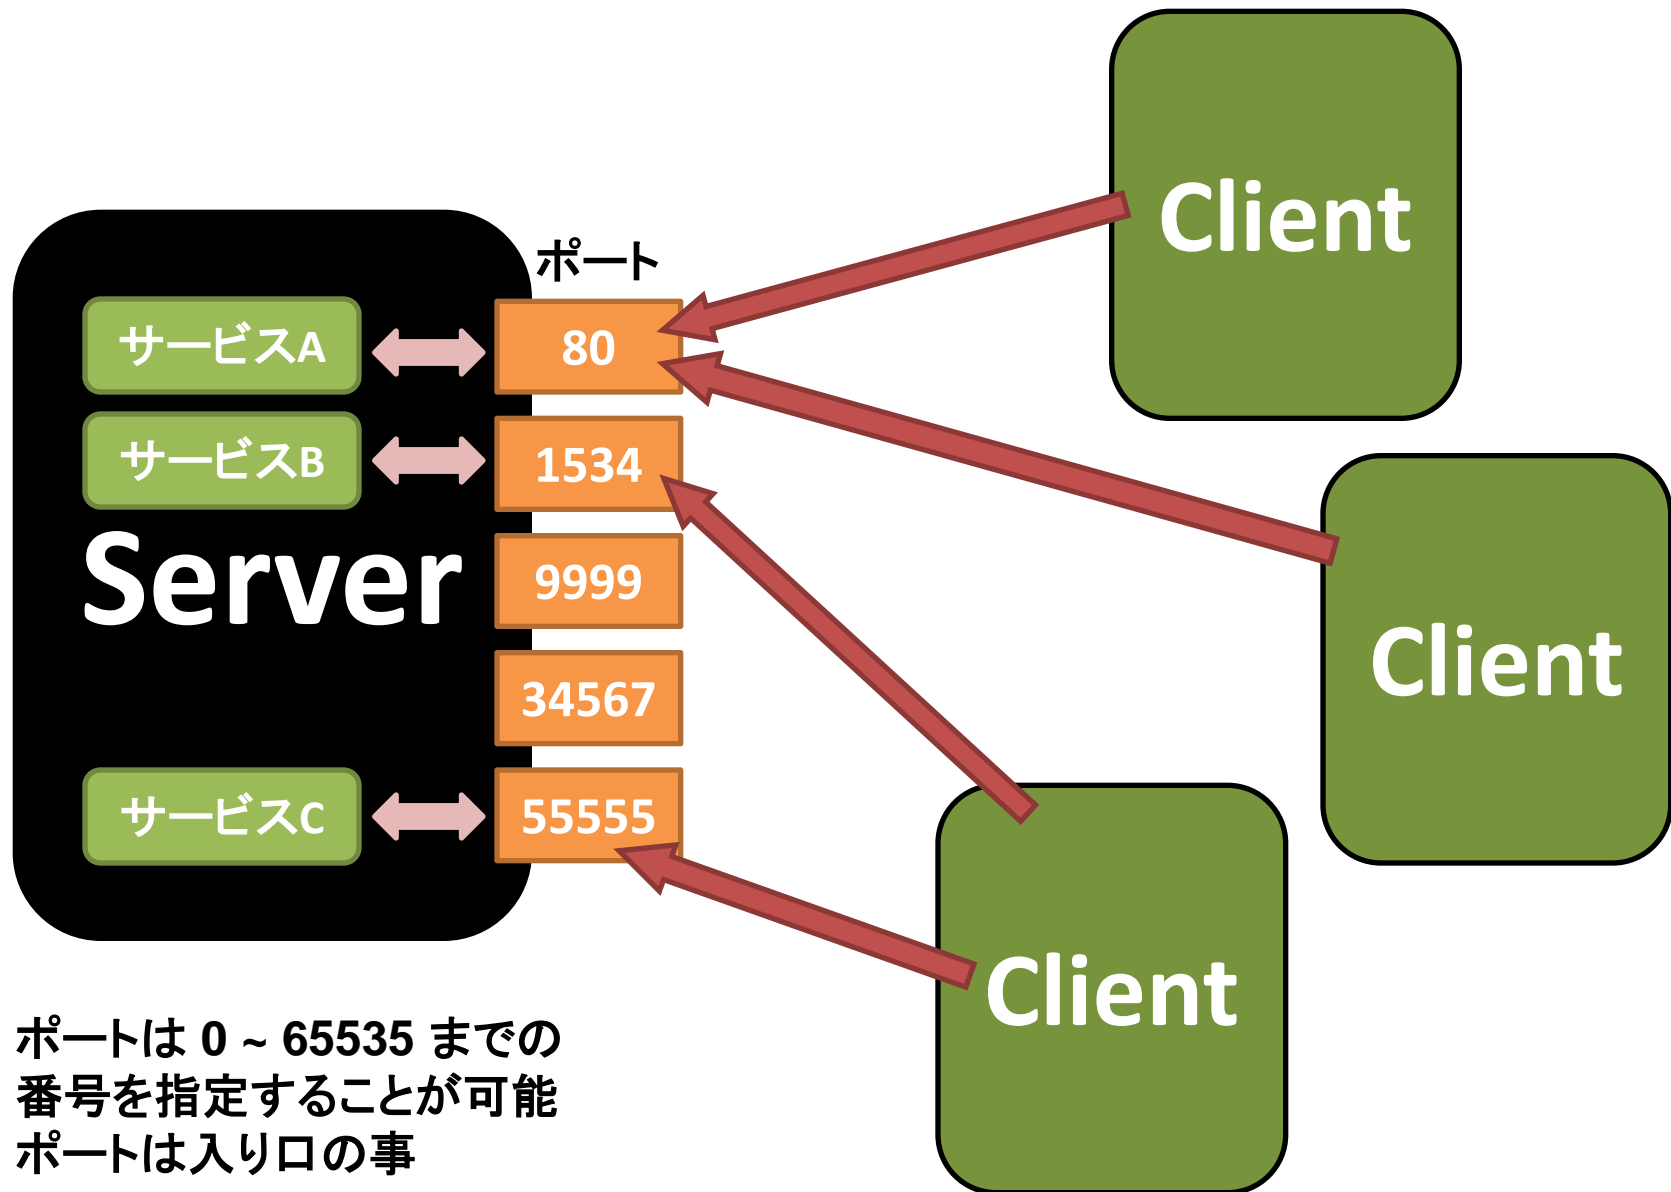 ポート
サービスA
80
サービスB
1534
Server
9999
34567
サービスC
55555
Client
Client
Client
ポートは 0 ~ 65535 までの
番号を指定することが可能
ポートは入り口の事